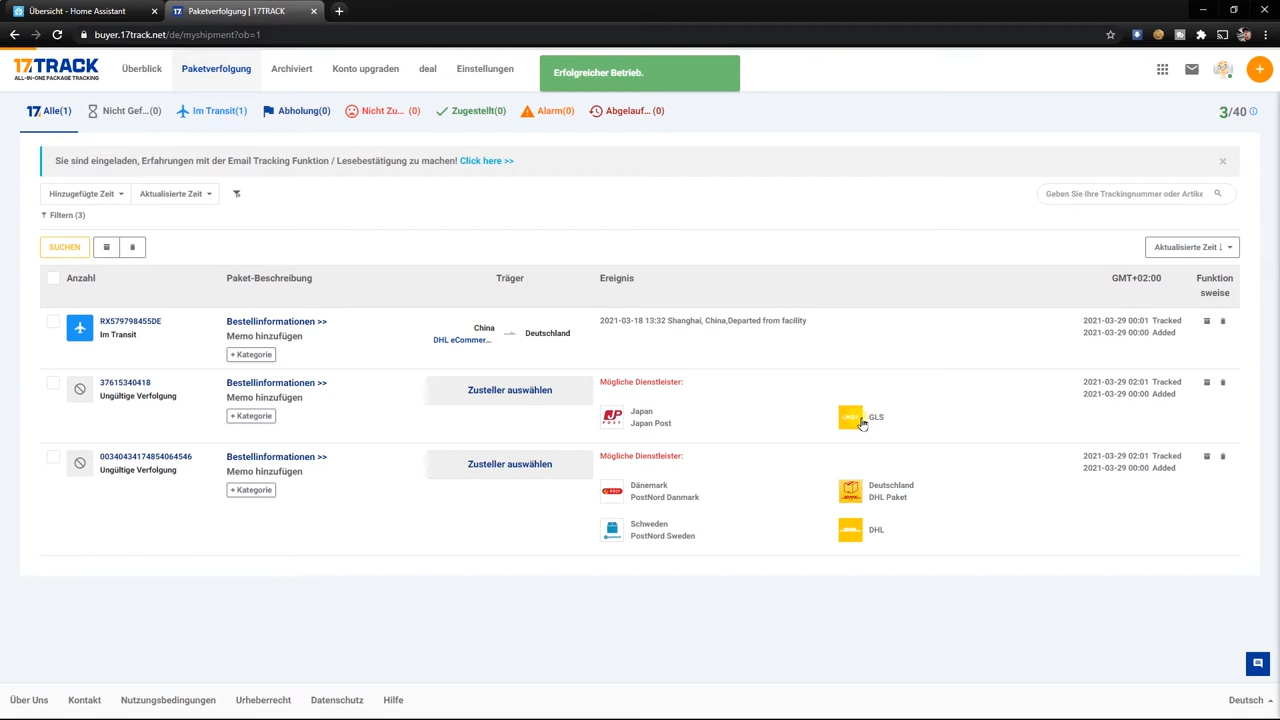 Übersicht - Home Assistant
Paketverfolgung | 17TRACK
buyer.17track.net/de/myshipment?ob=1
17TRACK
ALL-IN-ONE PACKAGE TRACKING
Überblick
Paketverfolgung
Archiviert
Konto upgraden
deal
Einstellungen
Erfolgreicher Betrieb.
17 Alle(1)
Nicht Gef...(0)
Im Transit(1)
Abholung(0)
Nicht Zu... (0)
Zugestellt(0)
Alarm(0)
Abgelauf... (0)
3/40
Sie sind eingeladen, Erfahrungen mit der Email Tracking Funktion / Lesebestätigung zu machen! Click here >>
Hinzugefügte Zeit
Aktualisierte Zeit
Geben Sie Ihre Trackingnummer oder Artike
Filtern (3)
SUCHEN
Aktualisierte Zeit ↓
Anzahl
Paket-Beschreibung
Träger
Ereignis
GMT+02:00
Funktion
sweise
RX579798455DE
Im Transit
Bestellinformationen >>
Memo hinzufügen
+ Kategorie
China
DHL eCommer...
Deutschland
2021-03-18 13:32 Shanghai, China,Departed from facility
2021-03-29 00:01 Tracked
2021-03-29 00:00 Added
37615340418
Ungültige Verfolgung
Bestellinformationen >>
Memo hinzufügen
+ Kategorie
Zusteller auswählen
Mögliche Dienstleister:
Japan
Japan Post
GLS
2021-03-29 02:01 Tracked
2021-03-29 00:00 Added
00340434174854064546
Ungültige Verfolgung
Bestellinformationen >>
Memo hinzufügen
+ Kategorie
Zusteller auswählen
Mögliche Dienstleister:
Dänemark
PostNord Danmark
Deutschland
DHL Paket
Schweden
PostNord Sweden
DHL
2021-03-29 02:01 Tracked
2021-03-29 00:00 Added
Über Uns
Kontakt
Nutzungsbedingungen
Urheberrecht
Datenschutz
Hilfe
Deutsch